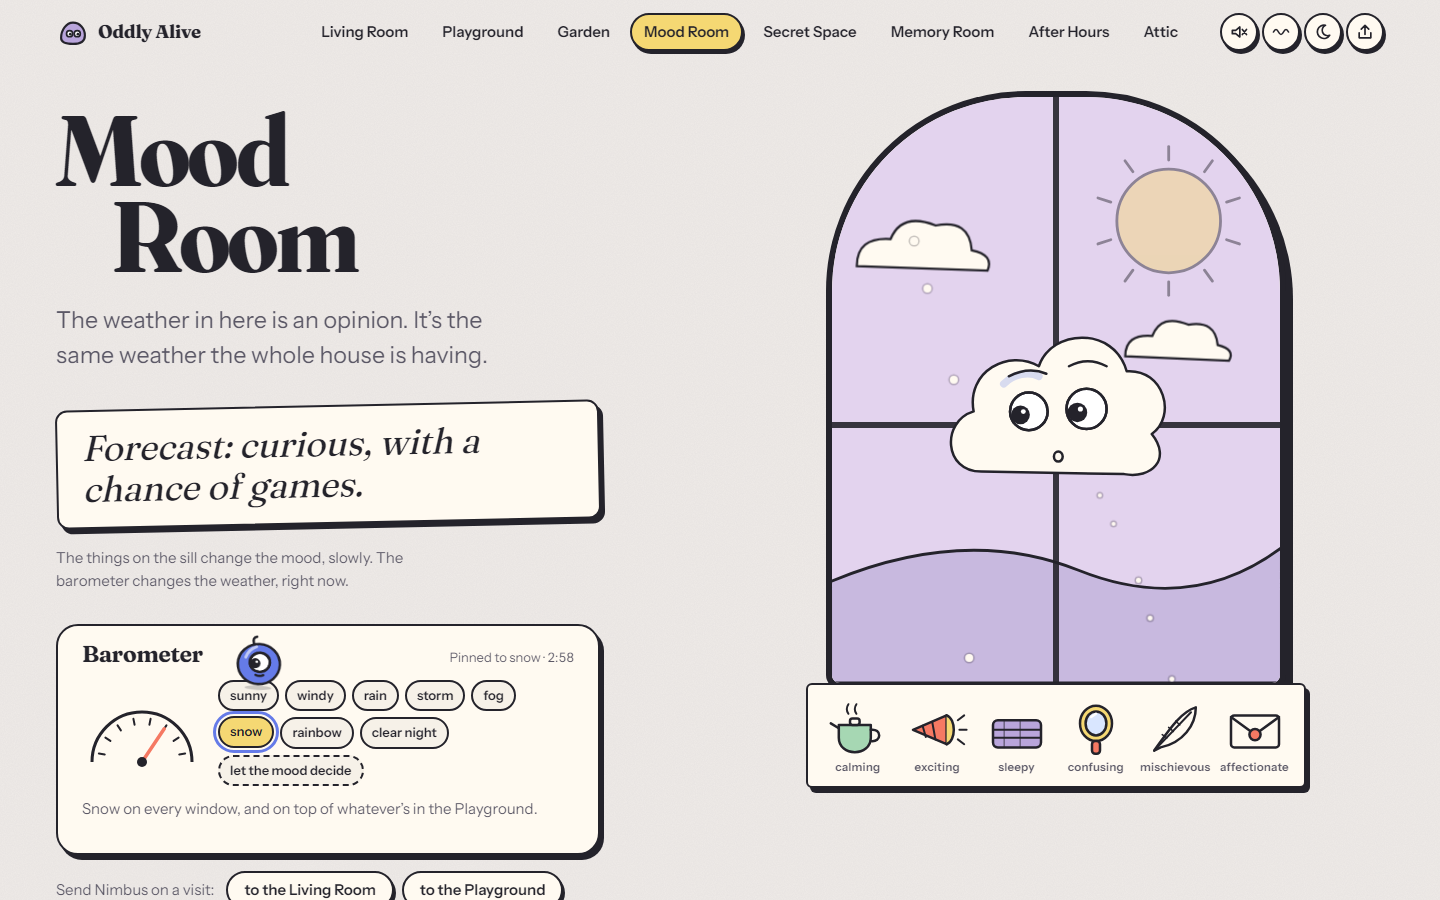 Oddly Alive
Living Room
Playground
Garden
Mood Room
Secret Space
Memory Room
After Hours
Attic
Mood
Room
The weather in here is an opinion. It’s the
same weather the whole house is having.
Forecast: curious, with a
chance of games.
The things on the sill change the mood, slowly. The
barometer changes the weather, right now.
Barometer
Pinned to snow · 2:58
sunny
windy
rain
storm
fog
snow
rainbow
clear night
let the mood decide
Snow on every window, and on top of whatever’s in the Playground.
Send Nimbus on a visit:
to the Living Room
to the Playground
calming
exciting
sleepy
confusing
mischievous
affectionate